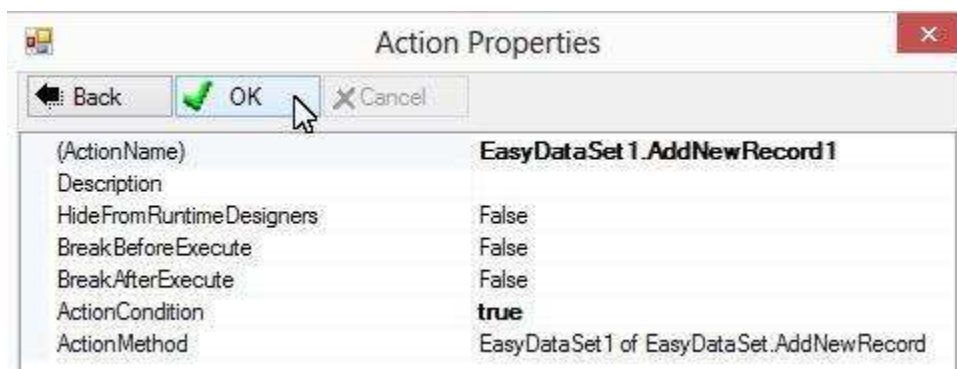 Action Properties
Back OK Cancel
(ActionName) EasyDataSet1.AddNewRecord1
Description
HideFromRuntimeDesigners False
BreakBeforeExecute False
BreakAfterExecute False
ActionCondition true
ActionMethod EasyDataSet1 of EasyDataSet.AddNewRecord